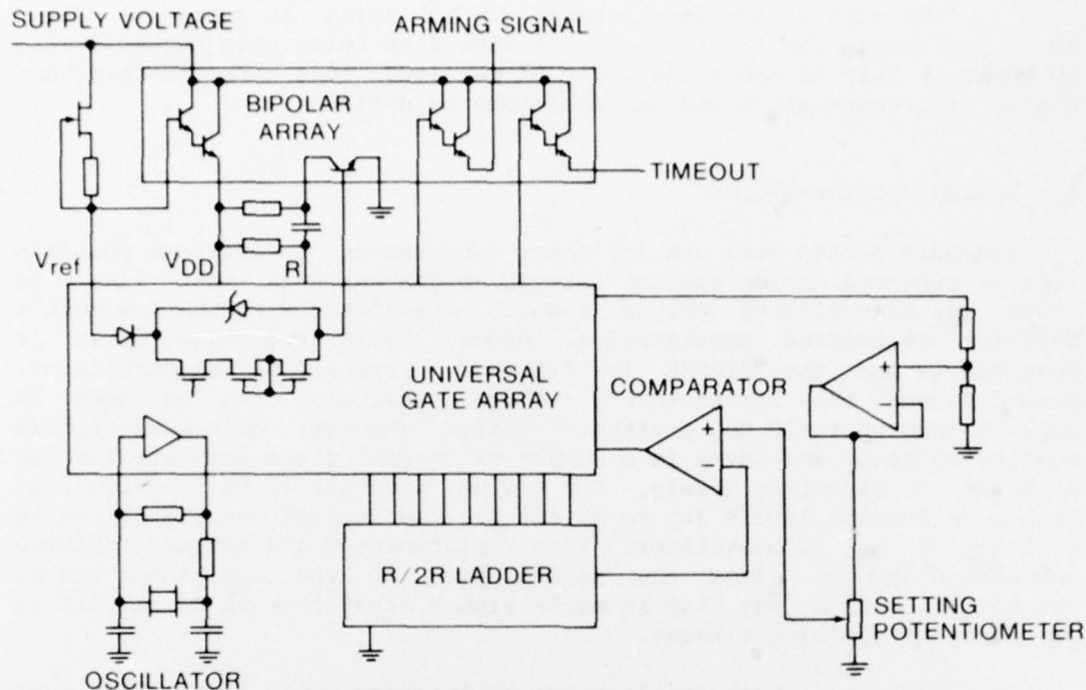 SUPPLY VOLTAGE
ARMING SIGNAL
BIPOLAR
ARRAY
TIMEOUT
Vref
VDD
R
UNIVERSAL
GATE ARRAY
COMPARATOR
+
−
R/2R LADDER
SETTING
POTENTIOMETER
OSCILLATOR